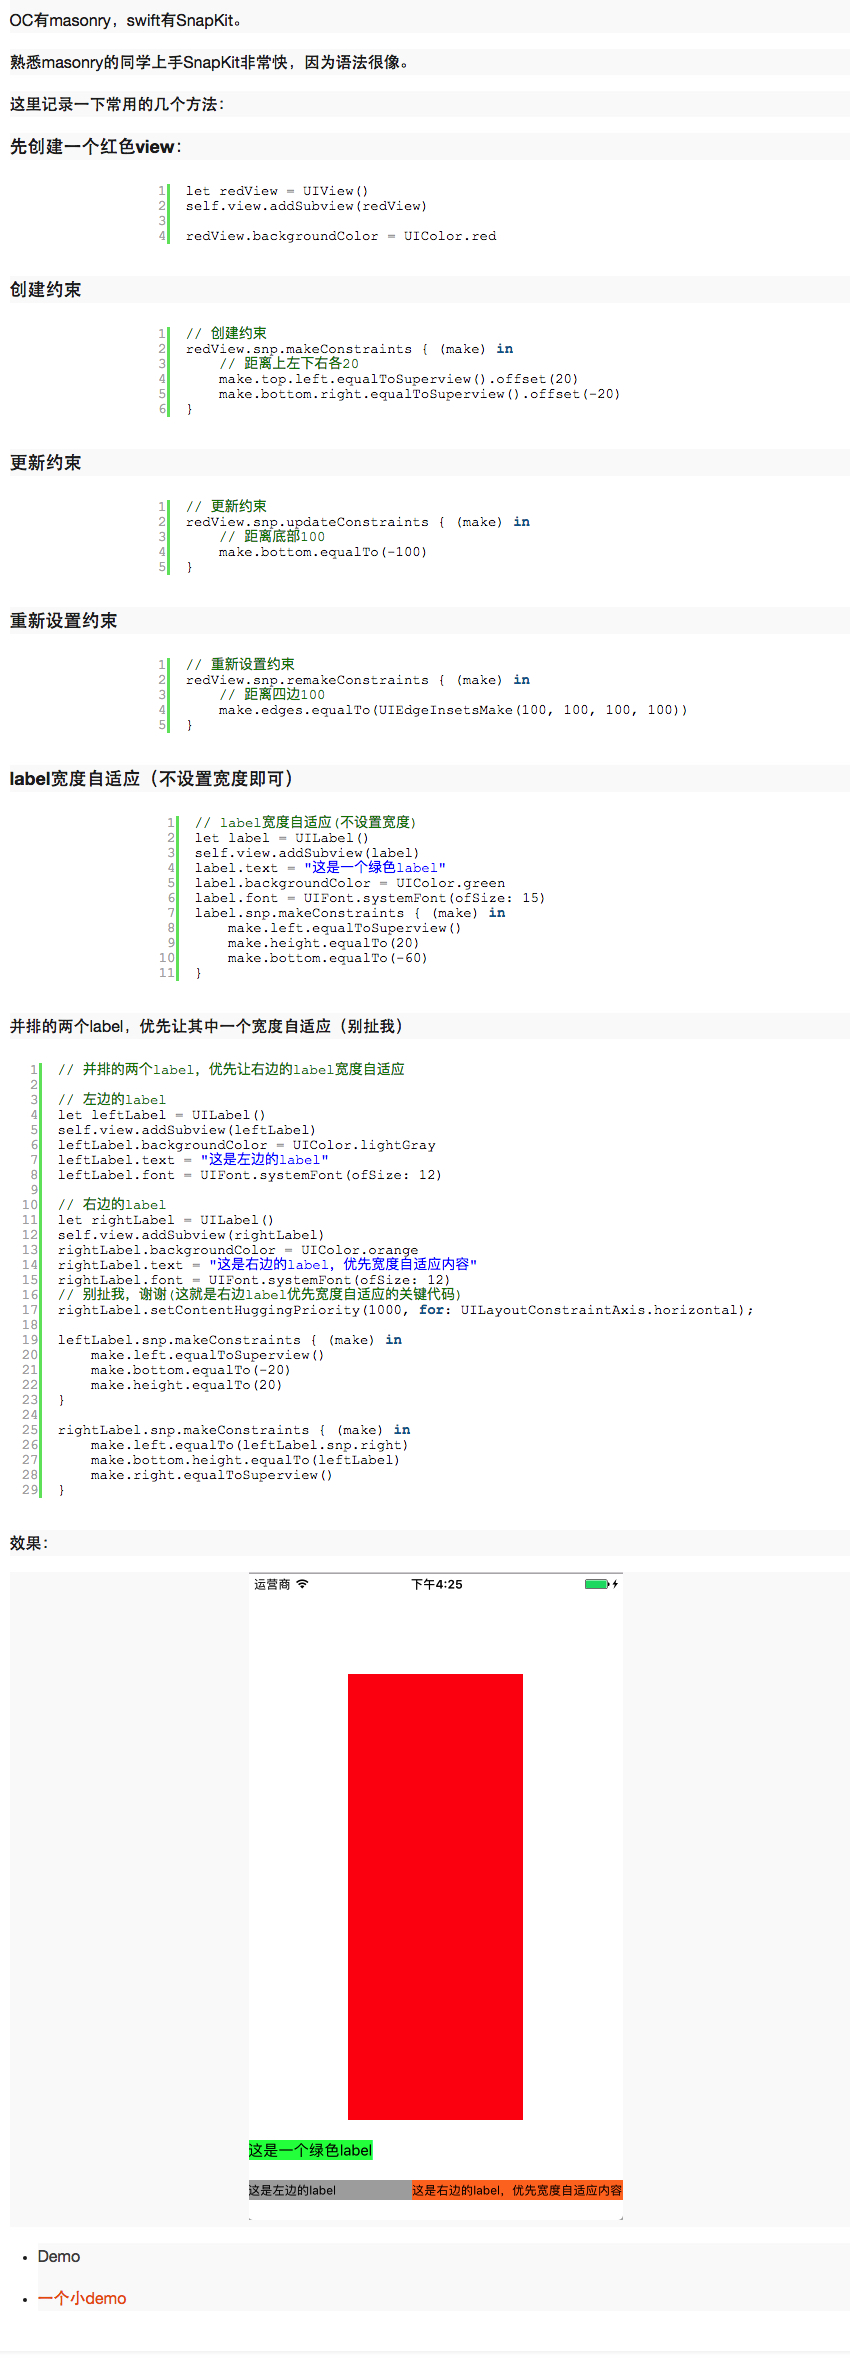 OC有masonry，swift有SnapKit。
熟悉masonry的同学上手SnapKit非常快，因为语法很像。
这里记录一下常用的几个方法：
先创建一个红色view：
1 let redView = UIView()
2 self.view.addSubview(redView)
3
4 redView.backgroundColor = UIColor.red
创建约束
1 // 创建约束
2 redView.snp.makeConstraints { (make) in
3     // 距离上左下右各20
4     make.top.left.equalToSuperview().offset(20)
5     make.bottom.right.equalToSuperview().offset(-20)
6 }
更新约束
1 // 更新约束
2 redView.snp.updateConstraints { (make) in
3     // 距离底部100
4     make.bottom.equalTo(-100)
5 }
重新设置约束
1 // 重新设置约束
2 redView.snp.remakeConstraints { (make) in
3     // 距离四边100
4     make.edges.equalTo(UIEdgeInsetsMake(100, 100, 100, 100))
5 }
label宽度自适应（不设置宽度即可）
1 // label宽度自适应(不设置宽度)
2 let label = UILabel()
3 self.view.addSubview(label)
4 label.text = "这是一个绿色label"
5 label.backgroundColor = UIColor.green
6 label.font = UIFont.systemFont(ofSize: 15)
7 label.snp.makeConstraints { (make) in
8     make.left.equalToSuperview()
9     make.height.equalTo(20)
10     make.bottom.equalTo(-60)
11 }
并排的两个label，优先让其中一个宽度自适应（别扯我）
1 // 并排的两个label，优先让右边的label宽度自适应
2
3 // 左边的label
4 let leftLabel = UILabel()
5 self.view.addSubview(leftLabel)
6 leftLabel.backgroundColor = UIColor.lightGray
7 leftLabel.text = "这是左边的label"
8 leftLabel.font = UIFont.systemFont(ofSize: 12)
9
10 // 右边的label
11 let rightLabel = UILabel()
12 self.view.addSubview(rightLabel)
13 rightLabel.backgroundColor = UIColor.orange
14 rightLabel.text = "这是右边的label，优先宽度自适应内容"
15 rightLabel.font = UIFont.systemFont(ofSize: 12)
16 // 别扯我，谢谢(这就是右边label优先宽度自适应的关键代码)
17 rightLabel.setContentHuggingPriority(1000, for: UILayoutConstraintAxis.horizontal);
18
19 leftLabel.snp.makeConstraints { (make) in
20     make.left.equalToSuperview()
21     make.bottom.equalTo(-20)
22     make.height.equalTo(20)
23 }
24
25 rightLabel.snp.makeConstraints { (make) in
26     make.left.equalTo(leftLabel.snp.right)
27     make.bottom.height.equalTo(leftLabel)
28     make.right.equalToSuperview()
29 }
效果：
运营商 下午4:25
这是一个绿色label
这是左边的label 这是右边的label，优先宽度自适应内容
• Demo
• 一个小demo